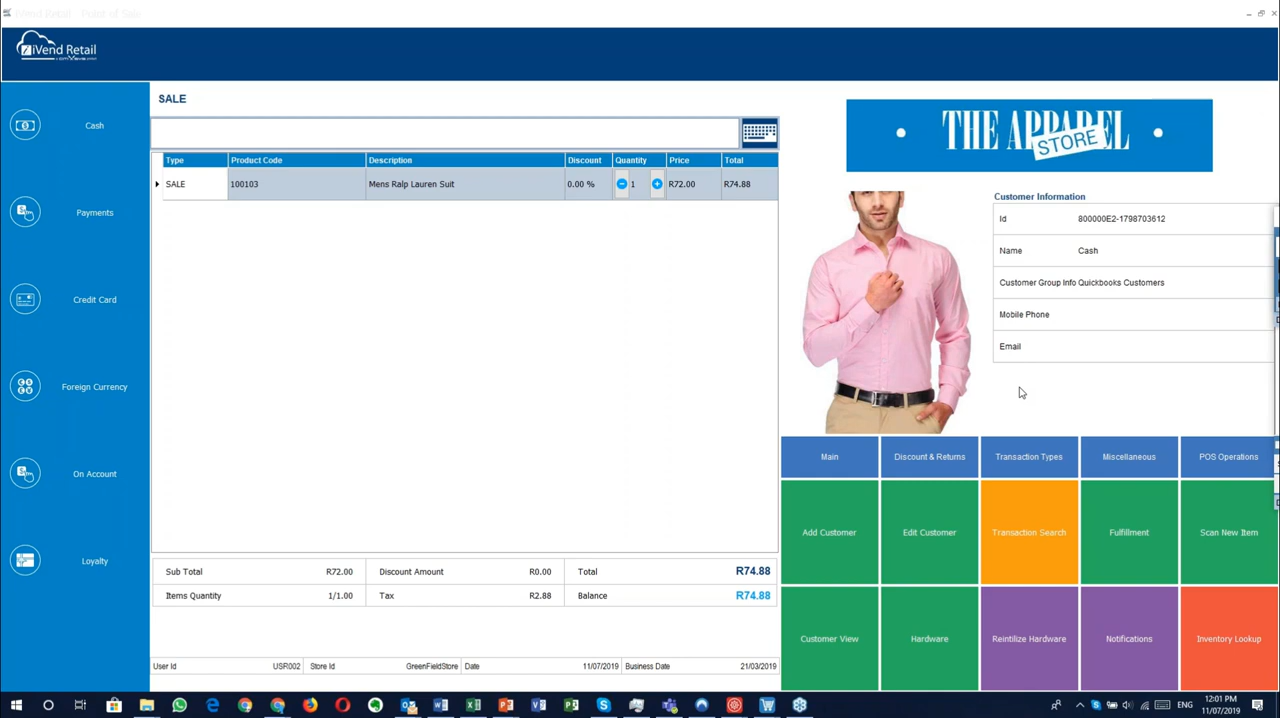 iVend Retail - Point of Sale
iVend Retail
SALE
THE APPAREL
STORE
Cash
Payments
Credit Card
Foreign Currency
On Account
Loyalty
Type Product Code Description Discount Quantity Price Total
SALE 100103 Mens Ralp Lauren Suit 0.00 % 1 R72.00 R74.88
Customer Information
Id 800000E2-1798703612
Name Cash
Customer Group Info Quickbooks Customers
Mobile Phone
Email
Main Discount & Returns Transaction Types Miscellaneous POS Operations
Add Customer Edit Customer Transaction Search Fulfillment Scan New Item
Customer View Hardware Reintilize Hardware Notifications Inventory Lookup
Sub Total R72.00 Discount Amount R0.00 Total R74.88
Items Quantity 1/1.00 Tax R2.88 Balance R74.88
User Id USR002 Store Id GreenFieldStore Date 11/07/2019 Business Date 21/03/2019
ENG
12:01 PM
11/07/2019